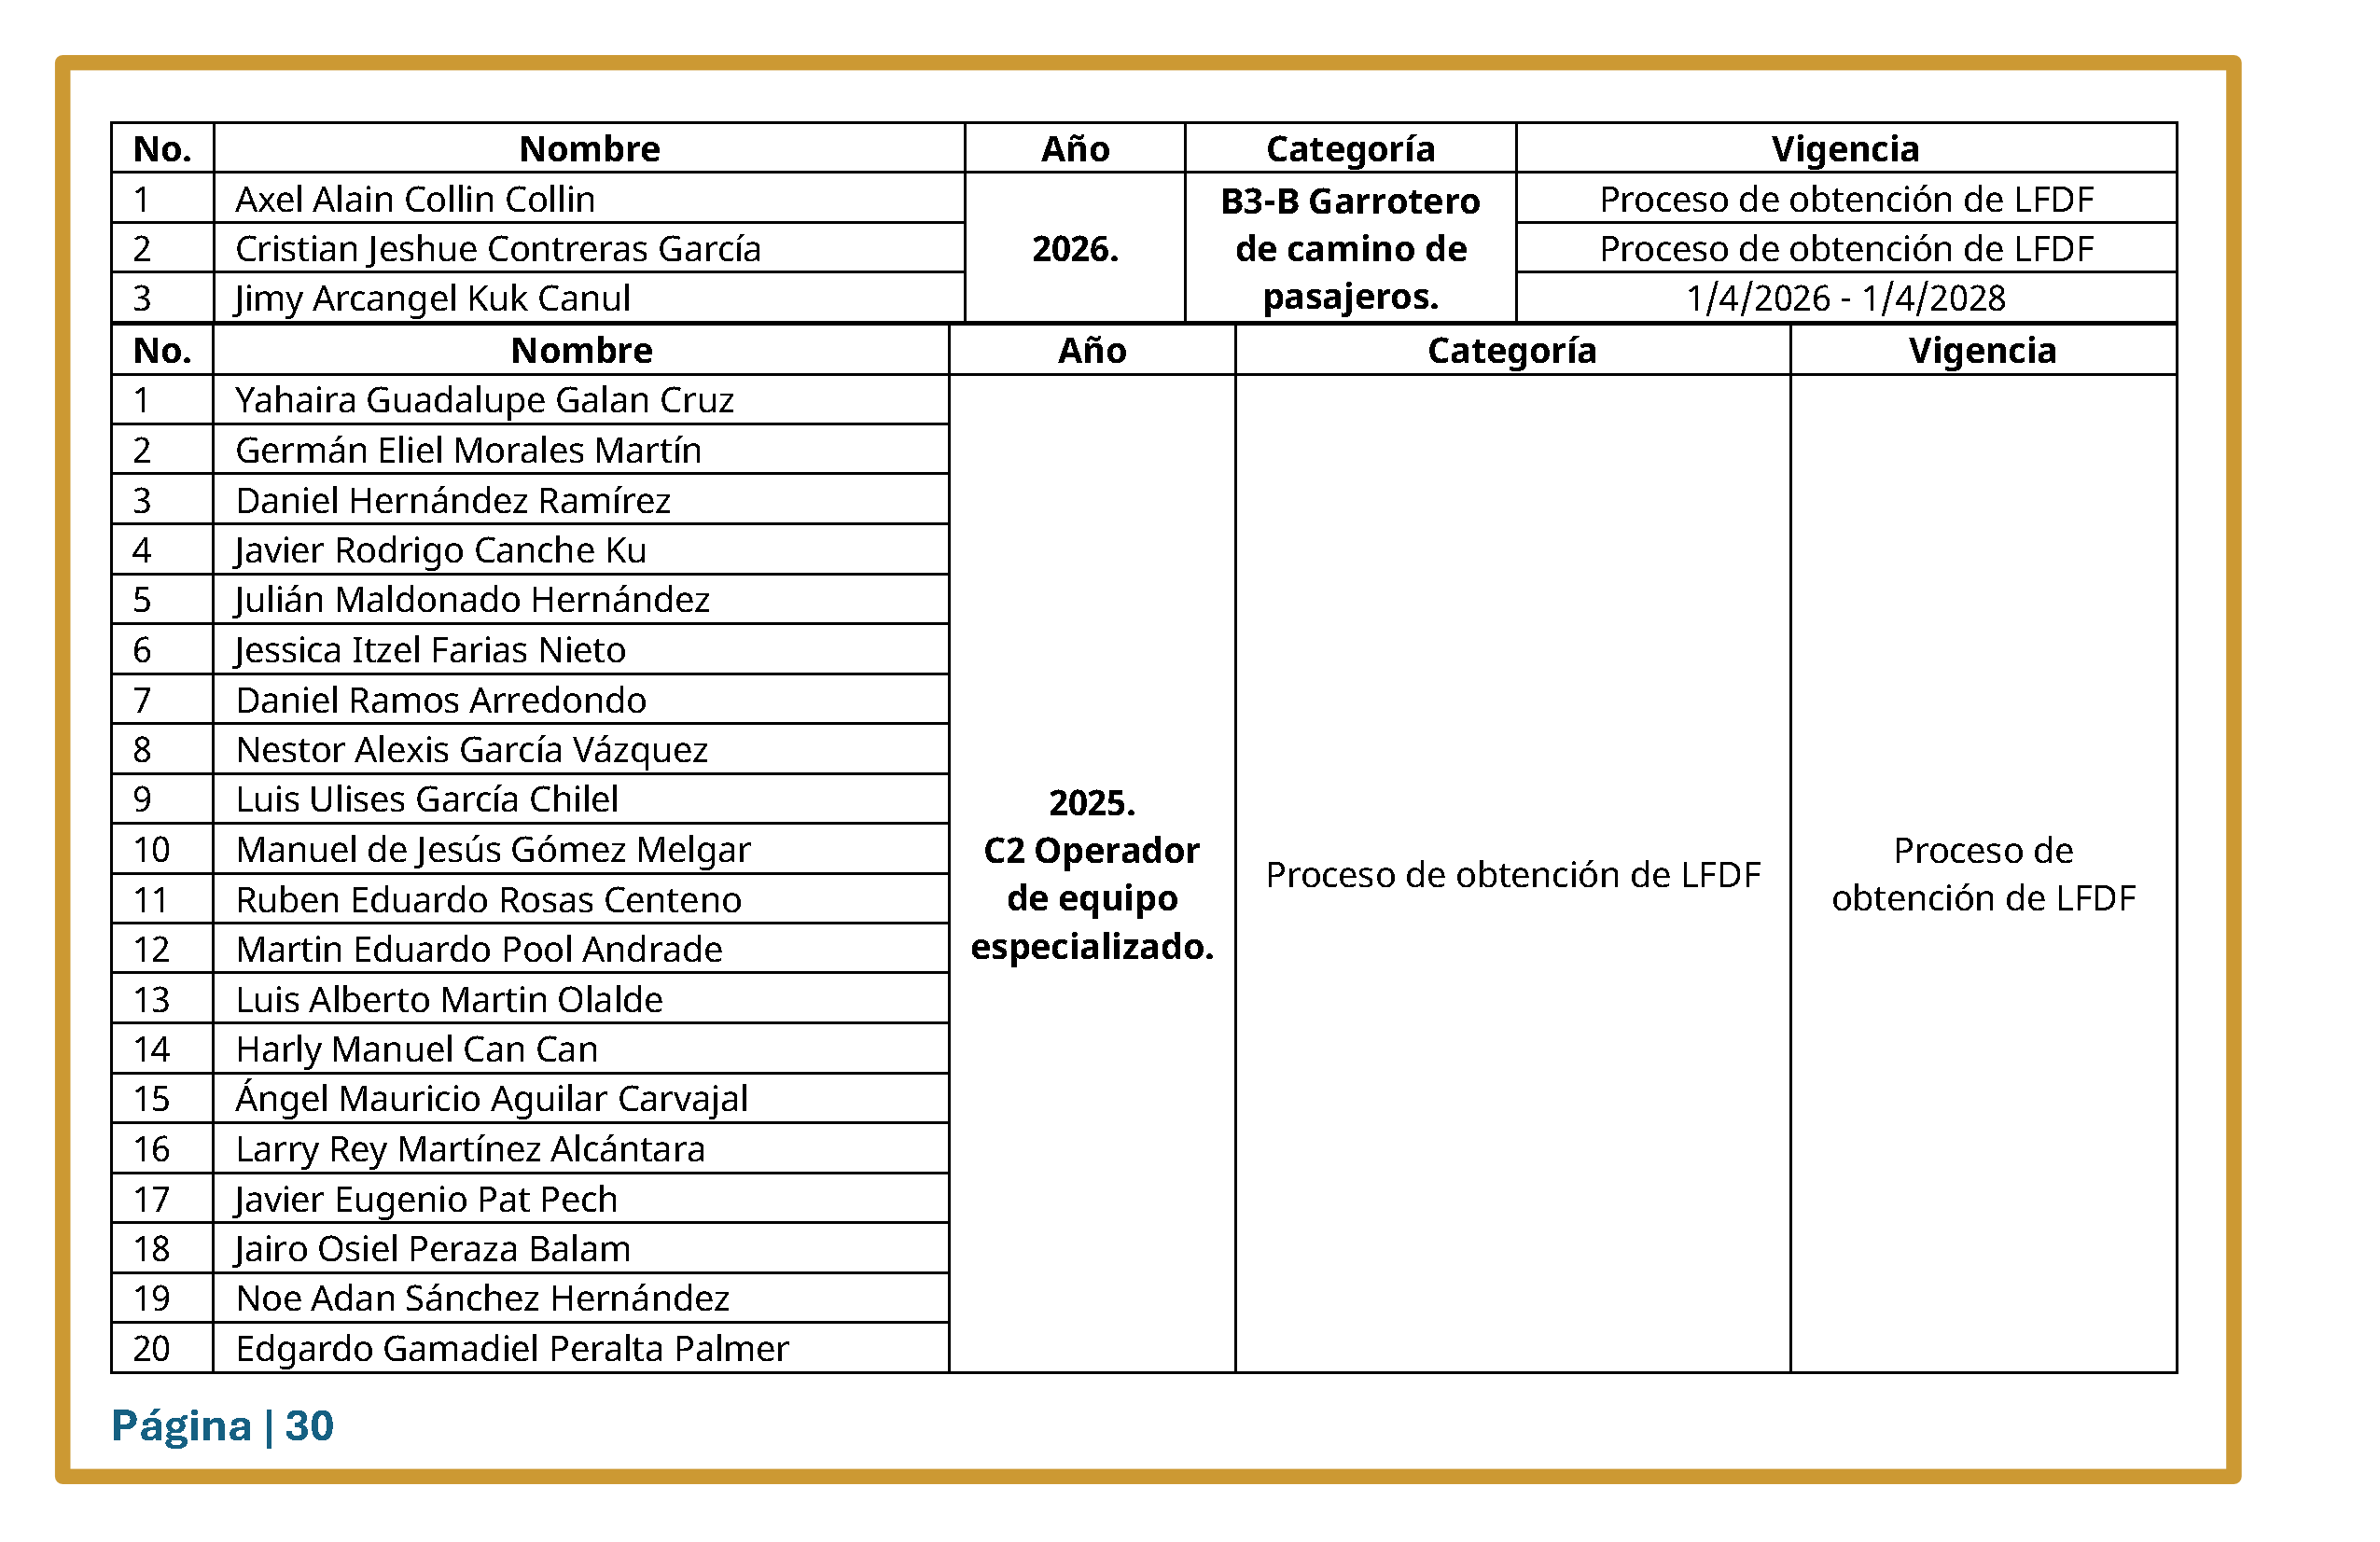 No. Nombre Año Categoría Vigencia
1 Axel Alain Collin Collin 2026. B3-B Garrotero de camino de pasajeros. Proceso de obtención de LFDF
2 Cristian Jeshue Contreras García Proceso de obtención de LFDF
3 Jimy Arcangel Kuk Canul 1/4/2026 - 1/4/2028
No. Nombre Año Categoría Vigencia
1 Yahaira Guadalupe Galan Cruz
2 Germán Eliel Morales Martín
3 Daniel Hernández Ramírez
4 Javier Rodrigo Canche Ku
5 Julián Maldonado Hernández
6 Jessica Itzel Farias Nieto
7 Daniel Ramos Arredondo
8 Nestor Alexis García Vázquez
9 Luis Ulises García Chilel
10 Manuel de Jesús Gómez Melgar
11 Ruben Eduardo Rosas Centeno
12 Martin Eduardo Pool Andrade
13 Luis Alberto Martin Olalde
14 Harly Manuel Can Can
15 Ángel Mauricio Aguilar Carvajal
16 Larry Rey Martínez Alcántara
17 Javier Eugenio Pat Pech
18 Jairo Osiel Peraza Balam
19 Noe Adan Sánchez Hernández
20 Edgardo Gamadiel Peralta Palmer
2025.
C2 Operador
de equipo
especializado.
Proceso de obtención de LFDF
Proceso de
obtención de LFDF
Página | 30